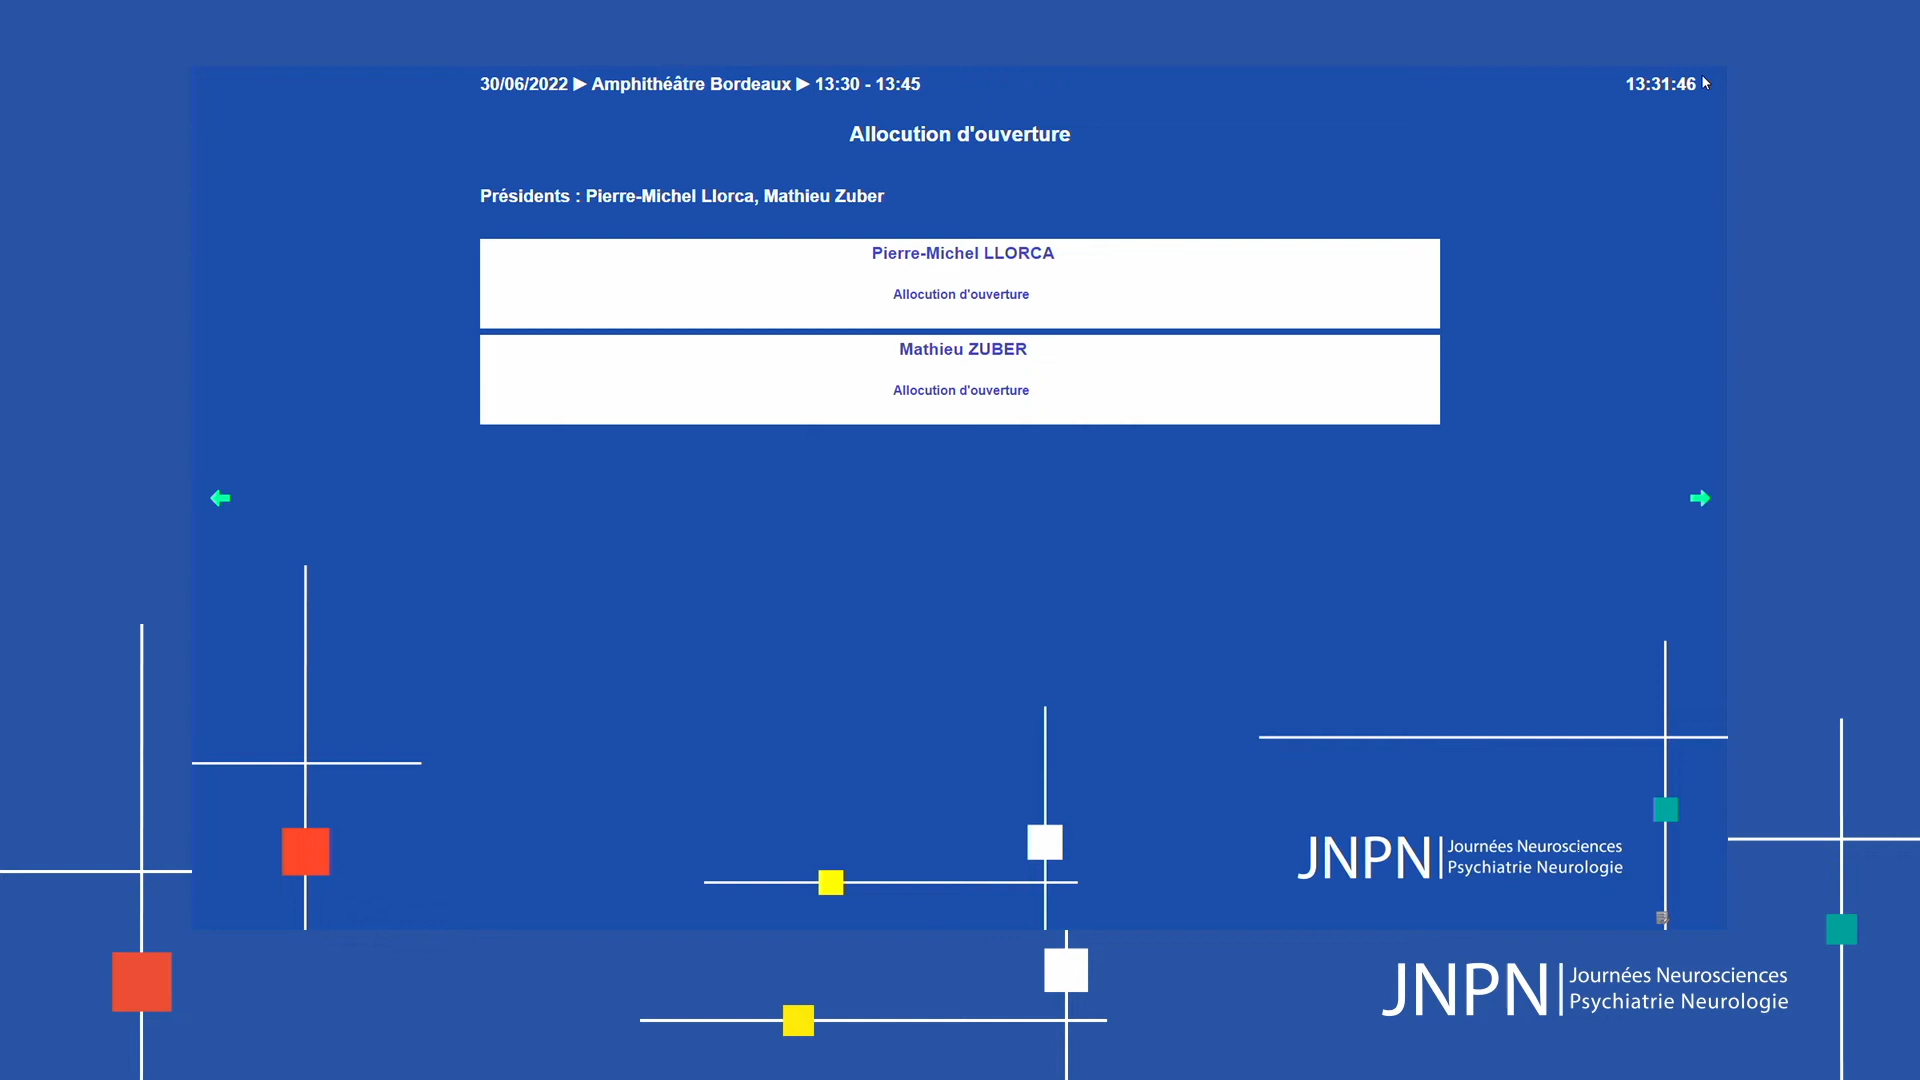 30/06/2022 ▶ Amphithéâtre Bordeaux ▶ 13:30 - 13:45
13:31:46
Allocution d'ouverture
Présidents : Pierre-Michel Llorca, Mathieu Zuber
Pierre-Michel LLORCA
Allocution d'ouverture
Mathieu ZUBER
Allocution d'ouverture
JNPN
Journées Neurosciences
Psychiatrie Neurologie
JNPN
Journées Neurosciences
Psychiatrie Neurologie